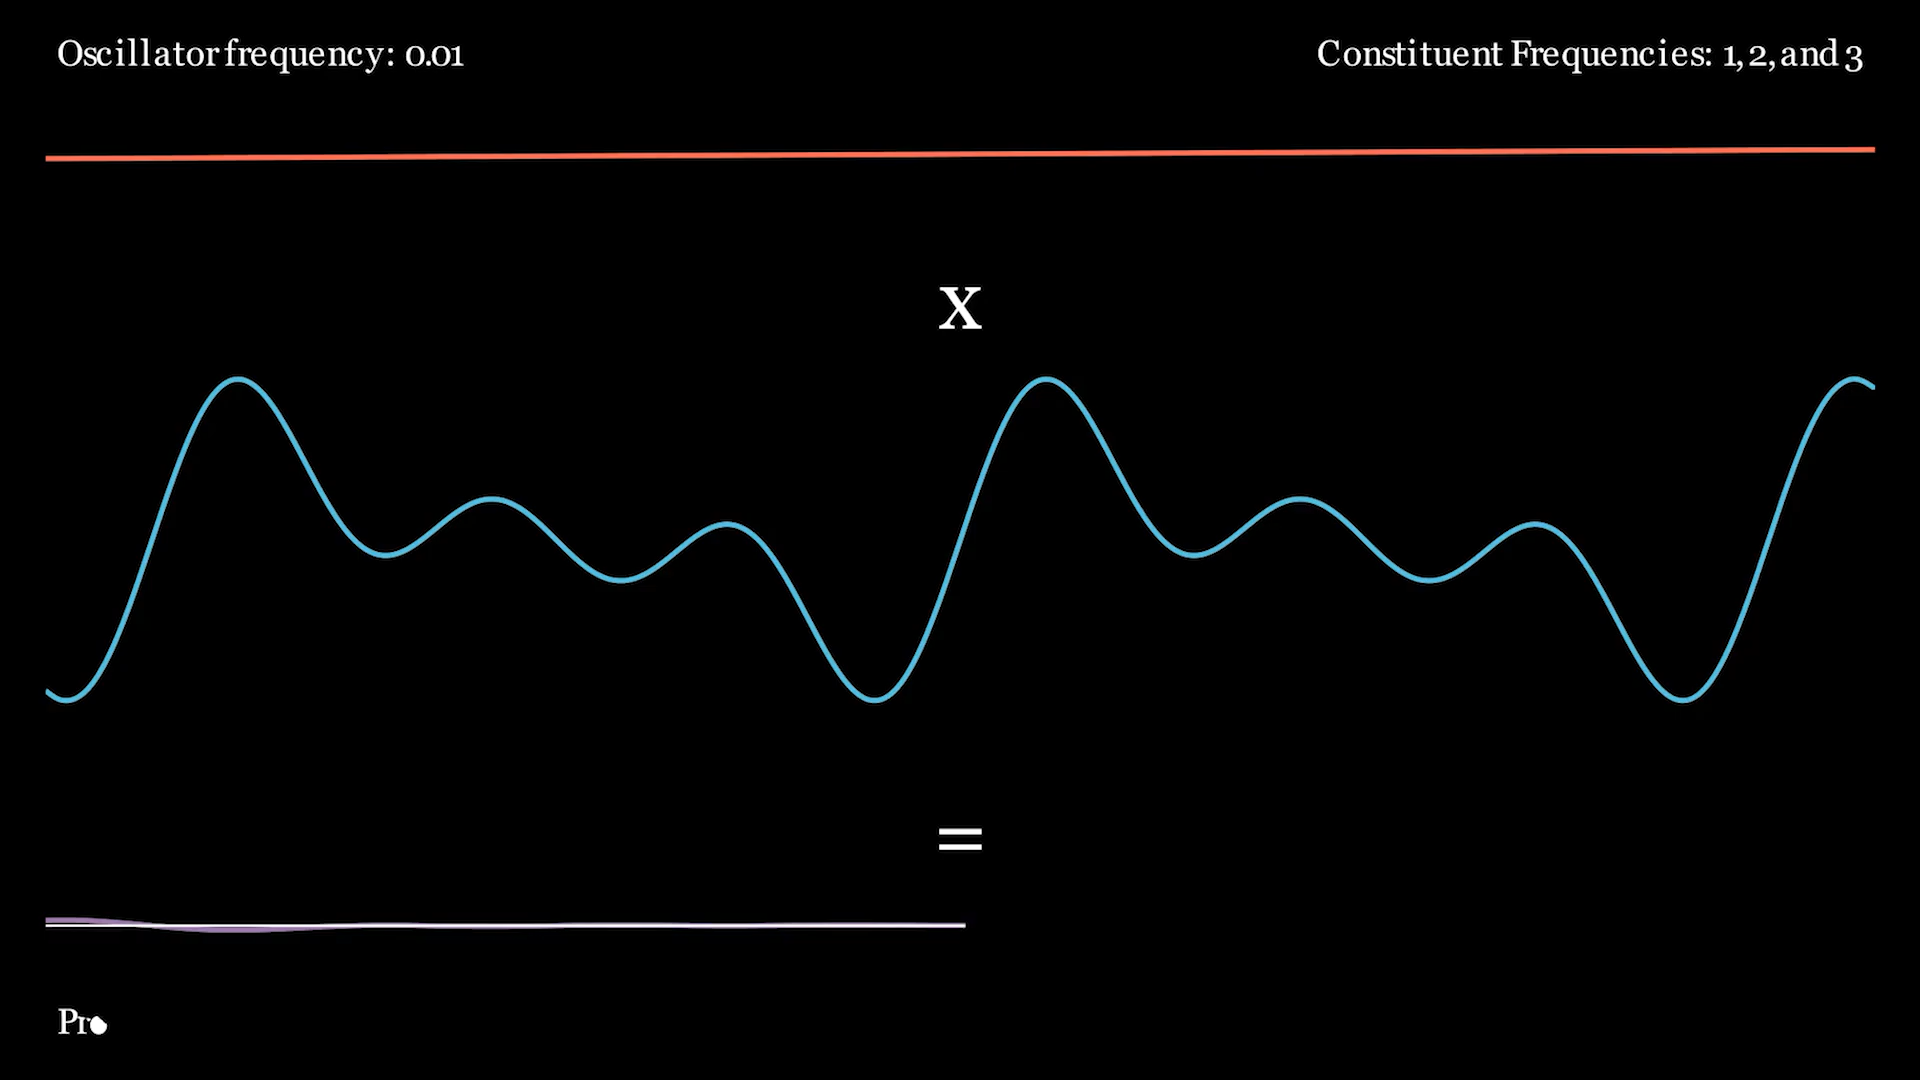 Oscillator frequency: 0.01
Constituent Frequencies: 1, 2, and 3
x
=
Pr